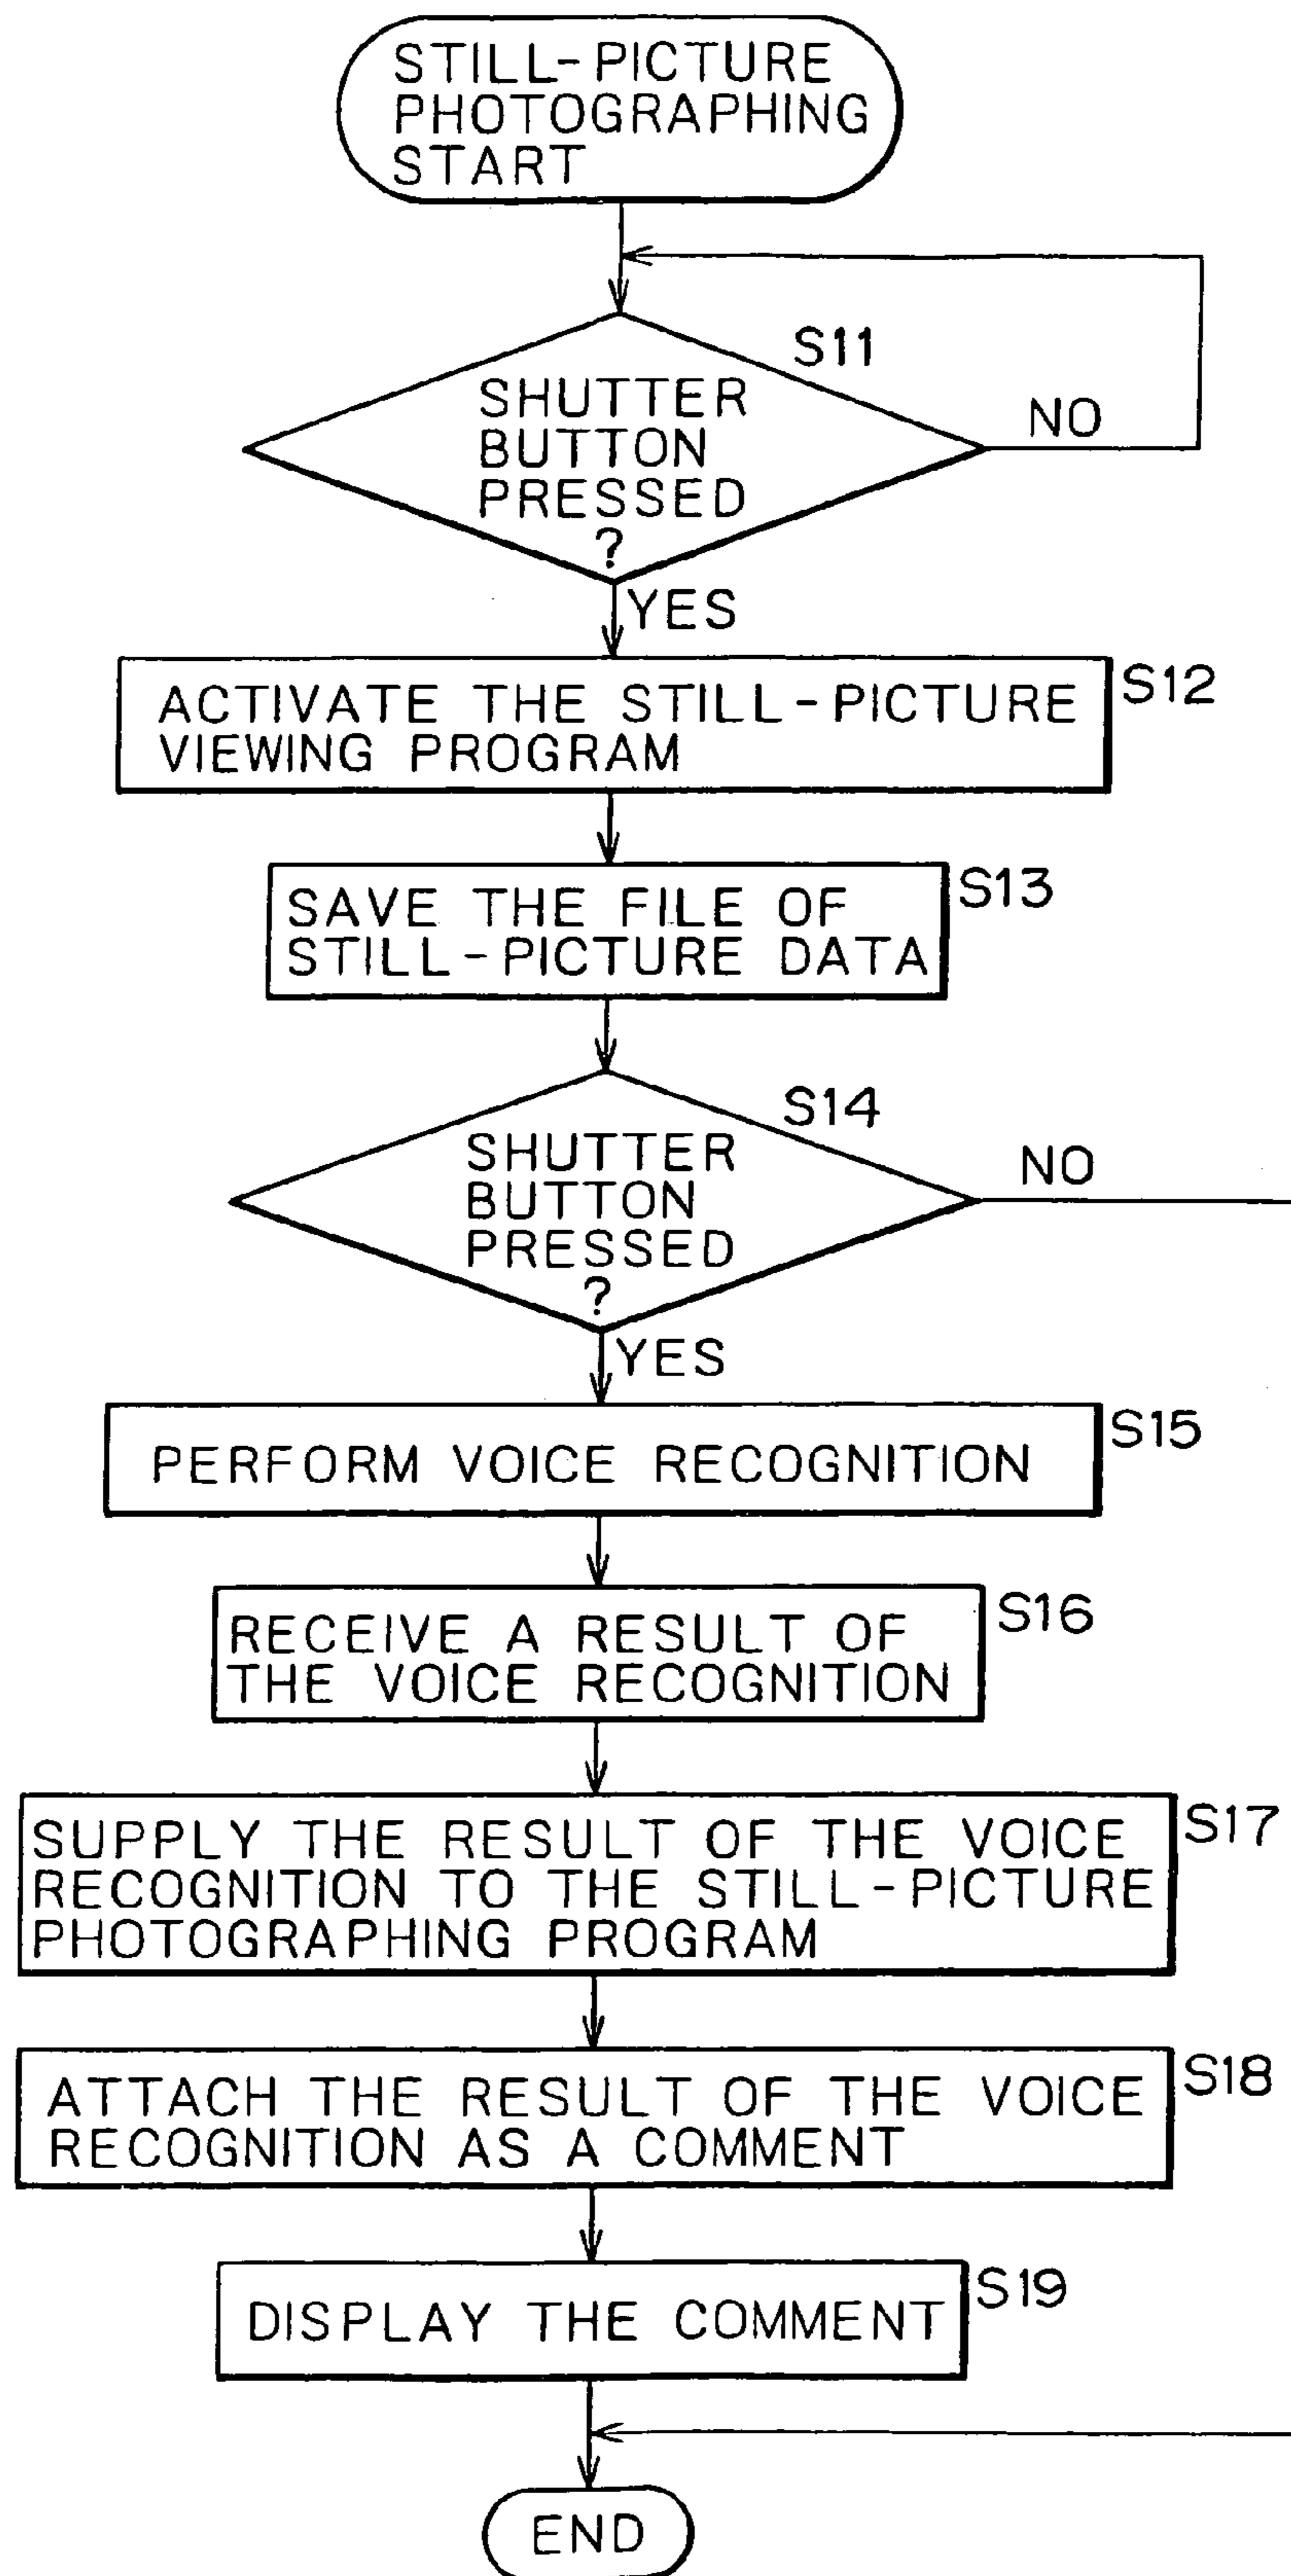 STILL-PICTURE
PHOTOGRAPHING
START
S11
SHUTTER
BUTTON
PRESSED
?
NO
YES
S12
ACTIVATE THE STILL-PICTURE
VIEWING PROGRAM
S13
SAVE THE FILE OF
STILL-PICTURE DATA
S14
SHUTTER
BUTTON
PRESSED
?
NO
YES
S15
PERFORM VOICE RECOGNITION
S16
RECEIVE A RESULT OF
THE VOICE RECOGNITION
S17
SUPPLY THE RESULT OF THE VOICE
RECOGNITION TO THE STILL-PICTURE
PHOTOGRAPHING PROGRAM
S18
ATTACH THE RESULT OF THE VOICE
RECOGNITION AS A COMMENT
S19
DISPLAY THE COMMENT
END